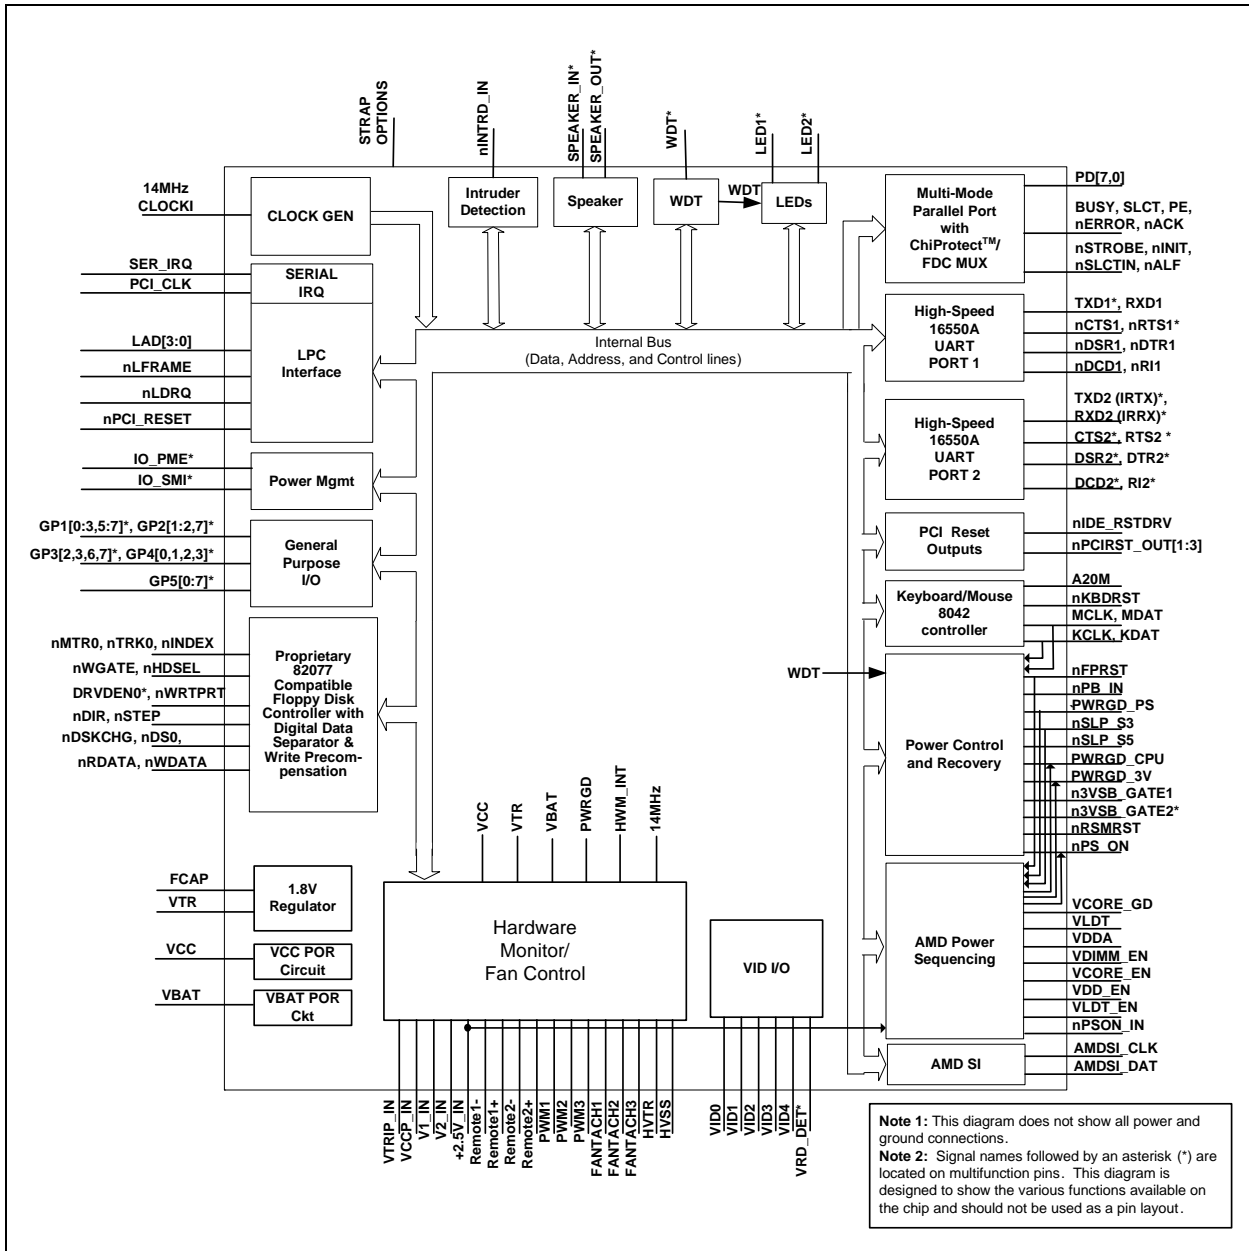 STRAP
OPTIONS
nINTRD_IN
SPEAKER_IN*
SPEAKER_OUT*
WDT*
LED1*
LED2*
14MHz
CLOCKI
CLOCK GEN
Intruder
Detection
Speaker
WDT
WDT
LEDs
Multi-Mode
Parallel Port
with
ChiProtect™/
FDC MUX
PD[7,0]
BUSY, SLCT, PE,
nERROR, nACK
nSTROBE, nINIT,
nSLCTIN, nALF
SER_IRQ
PCI_CLK
SERIAL
IRQ
LAD[3:0]
nLFRAME
nLDRQ
nPCI_RESET
LPC
Interface
Internal Bus
(Data, Address, and Control lines)
High-Speed
16550A
UART
PORT 1
TXD1*, RXD1
nCTS1, nRTS1*
nDSR1, nDTR1
nDCD1, nRI1
High-Speed
16550A
UART
PORT 2
TXD2 (IRTX)*,
RXD2 (IRRX)*
CTS2*, RTS2 *
DSR2*, DTR2*
DCD2*, RI2*
IO_PME*
IO_SMI*
Power Mgmt
GP1[0:3,5:7]*, GP2[1:2,7]*
GP3[2,3,6,7]*, GP4[0,1,2,3]*
GP5[0:7]*
General
Purpose
I/O
PCI Reset
Outputs
nIDE_RSTDRV
nPCIRST_OUT[1:3]
Keyboard/Mouse
8042
controller
A20M
nKBDRST
MCLK, MDAT
KCLK, KDAT
nMTR0, nTRK0, nINDEX
nWGATE, nHDSEL
DRVDEN0*, nWRTPRT
nDIR, nSTEP
nDSKCHG, nDS0,
nRDATA, nWDATA
Proprietary
82077
Compatible
Floppy Disk
Controller with
Digital Data
Separator &
Write Precom-
pensation
WDT
Power Control
and Recovery
nFPRST
nPB_IN
PWRGD_PS
nSLP_S3
nSLP_S5
PWRGD_CPU
PWRGD_3V
n3VSB_GATE1
n3VSB_GATE2*
nRSMRST
nPS_ON
VCC
VTR
VBAT
PWRGD
HWM_INT
14MHz
FCAP
VTR
1.8V
Regulator
VCC
VCC POR
Circuit
VBAT
VBAT POR
Ckt
Hardware
Monitor/
Fan Control
VID I/O
AMD Power
Sequencing
VCORE_GD
VLDT
VDDA
VDIMM_EN
VCORE_EN
VDD_EN
VLDT_EN
nPSON_IN
AMD SI
AMDSI_CLK
AMDSI_DAT
VTRIP_IN
VCCP_IN
V1_IN
V2_IN
+2.5V_IN
Remote1-
Remote1+
Remote2-
Remote2+
PWM1
PWM2
PWM3
FANTACH1
FANTACH2
FANTACH3
HVTR
HVSS
VID0
VID1
VID2
VID3
VID4
VRD_DET*
Note 1: This diagram does not show all power and
ground connections.
Note 2: Signal names followed by an asterisk (*) are
located on multifunction pins. This diagram is
designed to show the various functions available on
the chip and should not be used as a pin layout.